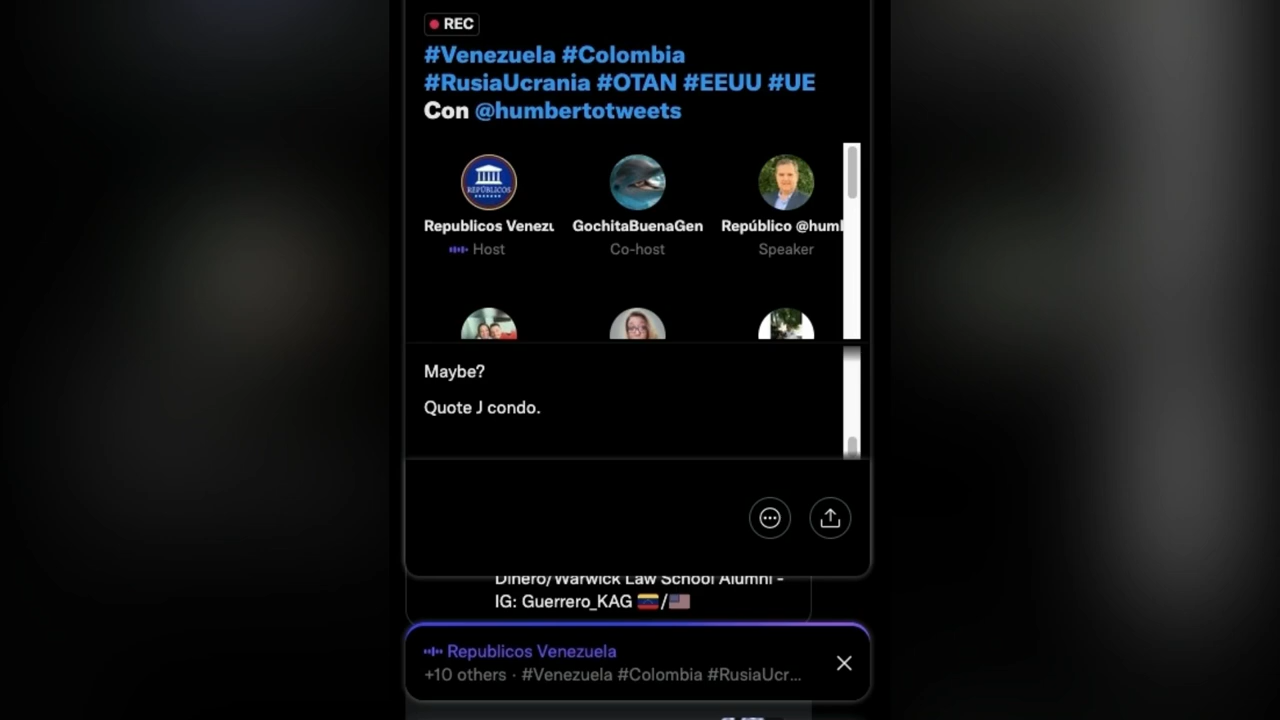 REC
#Venezuela #Colombia
#RusiaUcrania #OTAN #EEUU #UE
Con @humbertotweets
REPÚBLICOS
Republicos Venezu GochitaBuenaGen Repúblico @huml
Host Co-host Speaker
Maybe?
Quote J condo.
Dinero/Warwick Law School Alumni -
IG: Guerrero_KAG 🇻🇪/🇺🇸
Republicos Venezuela
+10 others · #Venezuela #Colombia #RusiaUcr...